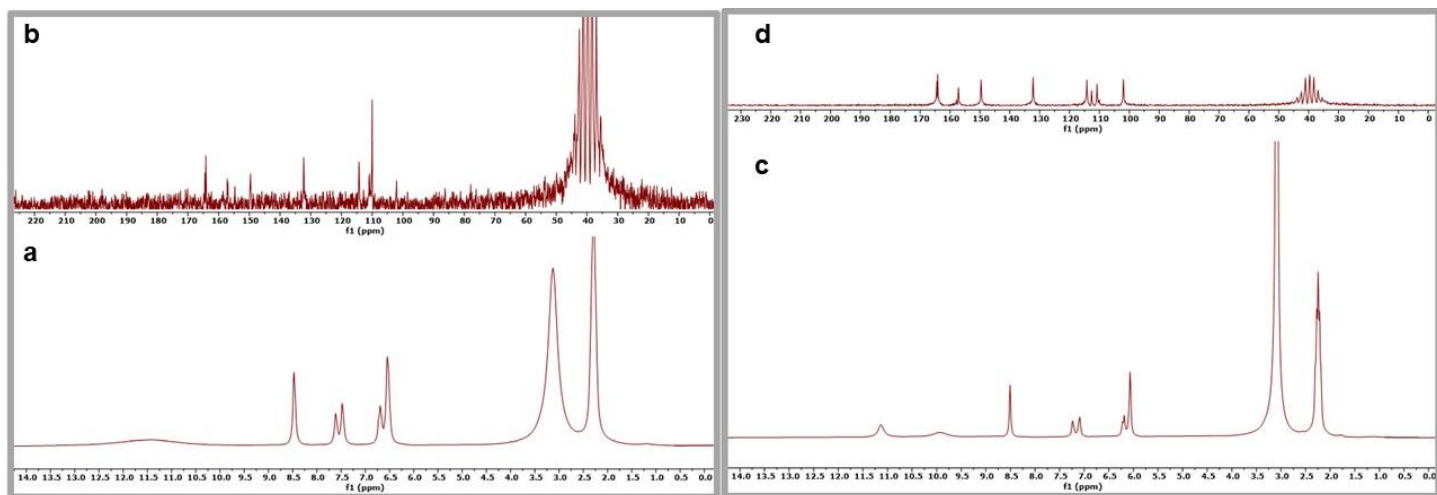 b
220 210 200 190 180 170 160 150 140 130 120 110 100 90 80 70 60 50 40 30 20 10 0
f1 (ppm)
a
14.0 13.5 13.0 12.5 12.0 11.5 11.0 10.5 10.0 9.5 9.0 8.5 8.0 7.5 7.0 6.5 6.0 5.5 5.0 4.5 4.0 3.5 3.0 2.5 2.0 1.5 1.0 0.5 0.0
f1 (ppm)
d
230 220 210 200 190 180 170 160 150 140 130 120 110 100 90 80 70 60 50 40 30 20 10 0
f1 (ppm)
c
14.0 13.5 13.0 12.5 12.0 11.5 11.0 10.5 10.0 9.5 9.0 8.5 8.0 7.5 7.0 6.5 6.0 5.5 5.0 4.5 4.0 3.5 3.0 2.5 2.0 1.5 1.0 0.5 0.0
f1 (ppm)